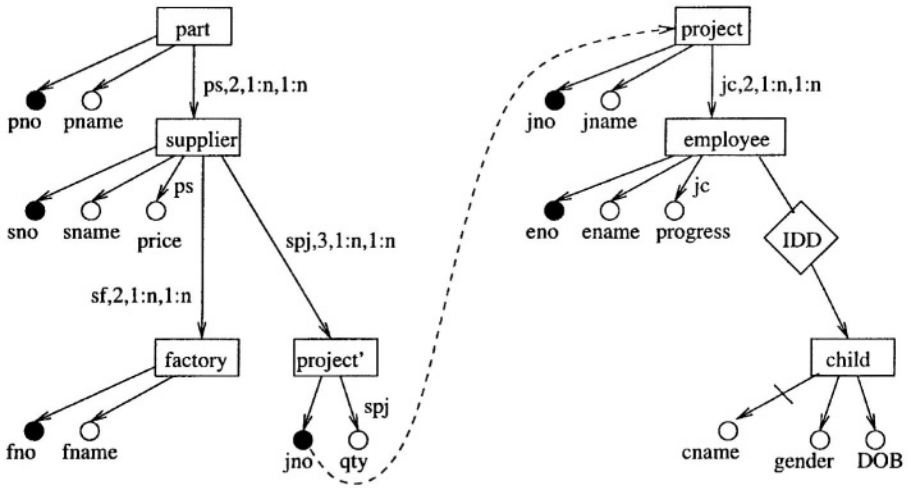 part
project
ps,2,1:n,1:n
jc,2,1:n,1:n
pno
pname
jno
jname
supplier
employee
ps
jc
sno
sname
price
eno
ename
progress
spj,3,1:n,1:n
IDD
sf,2,1:n,1:n
factory
project'
child
spj
fno
fname
jno
qty
cname
gender
DOB